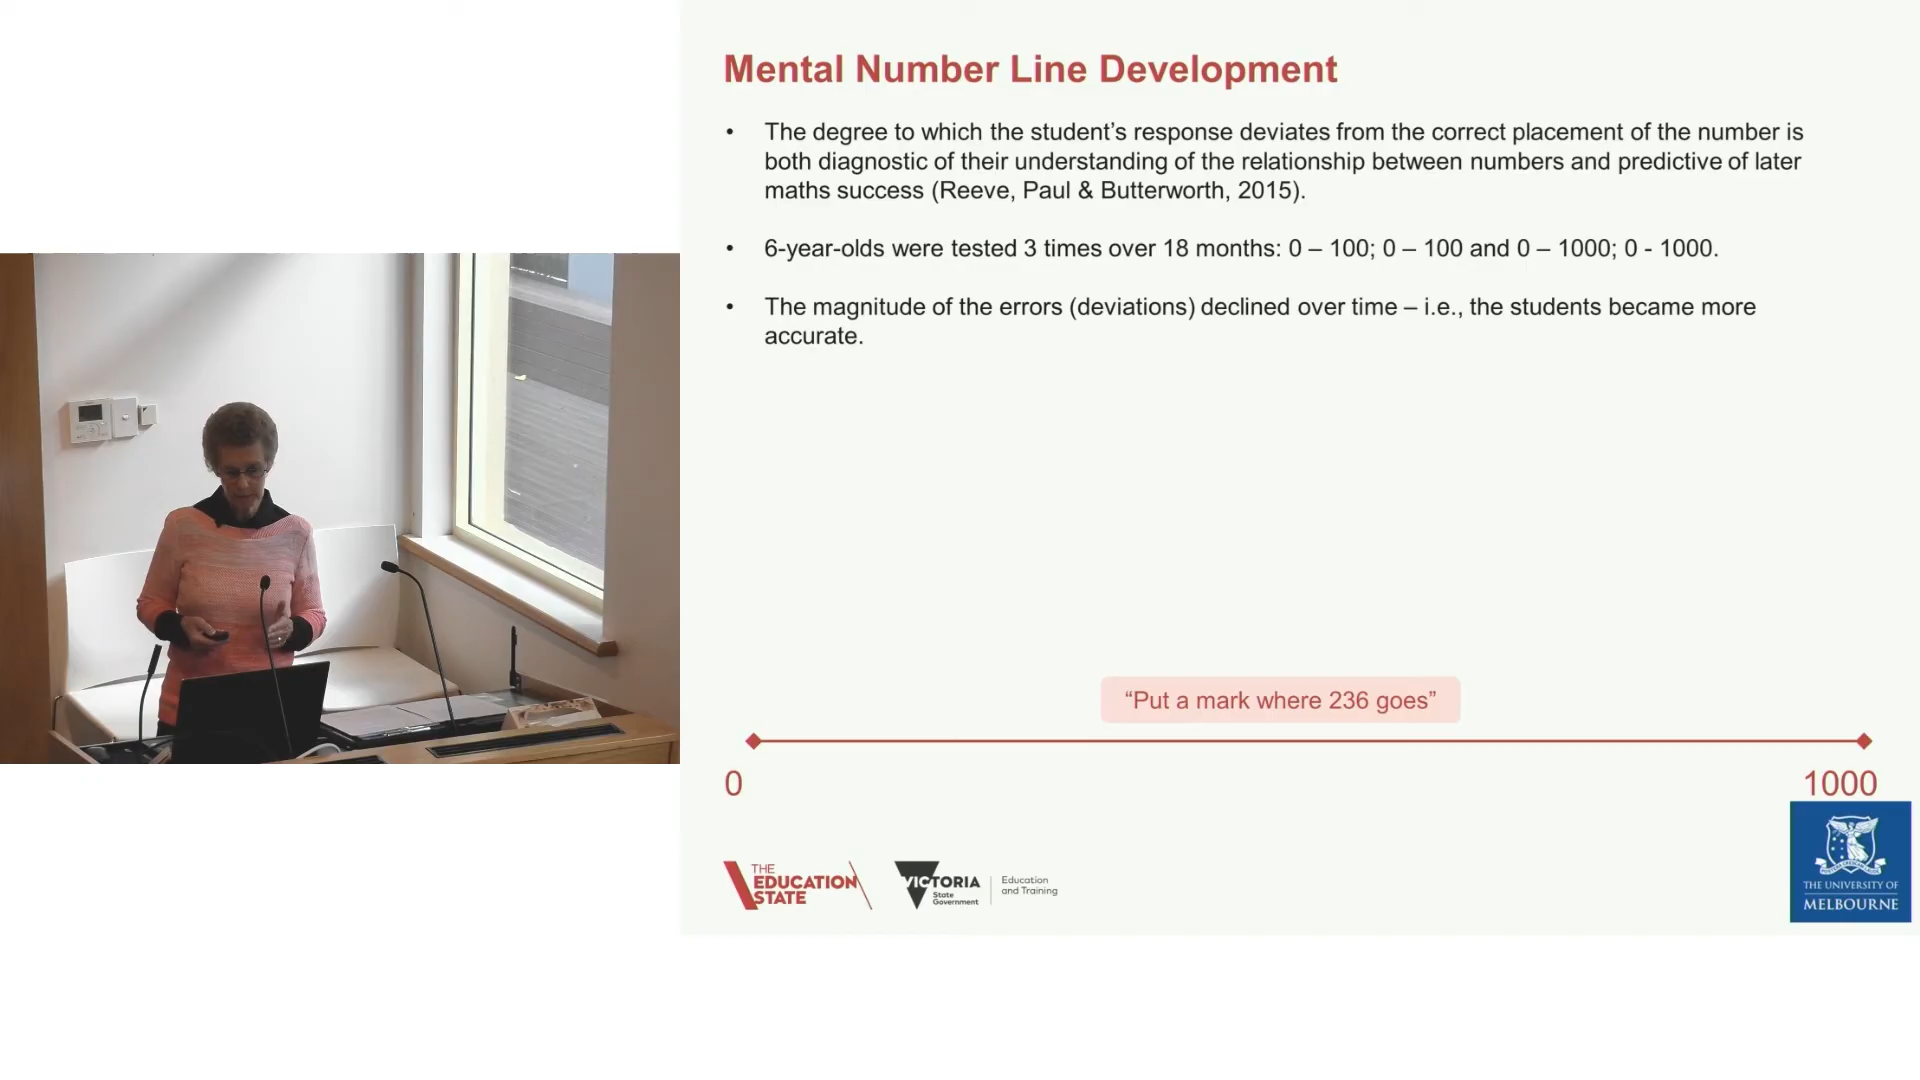 Mental Number Line Development
• The degree to which the student’s response deviates from the correct placement of the number is
both diagnostic of their understanding of the relationship between numbers and predictive of later
maths success (Reeve, Paul & Butterworth, 2015).
• 6-year-olds were tested 3 times over 18 months: 0 – 100; 0 – 100 and 0 – 1000; 0 - 1000.
• The magnitude of the errors (deviations) declined over time – i.e., the students became more
accurate.
“Put a mark where 236 goes”
0
1000
THE
EDUCATION
STATE
VICTORIA
State
Government
Education
and Training
THE UNIVERSITY OF
MELBOURNE